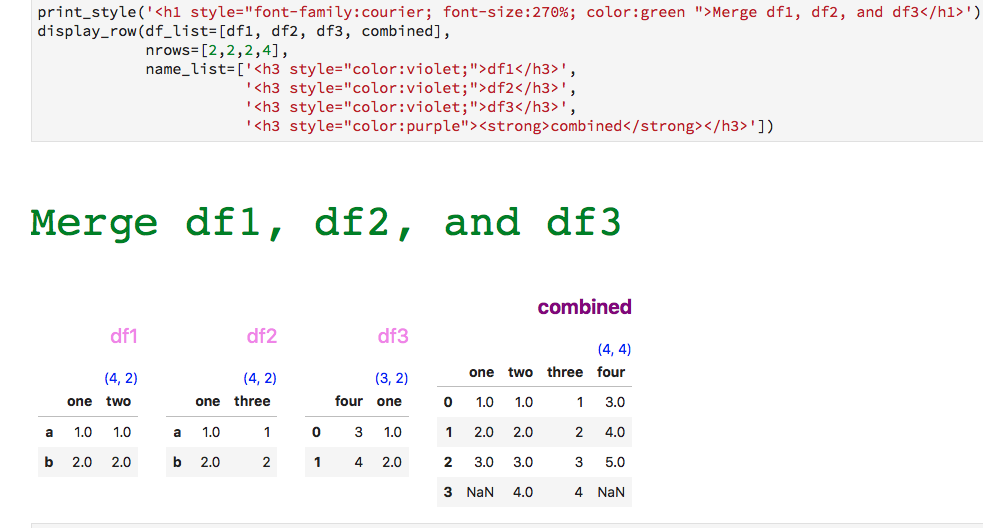 print_style('<h1 style="font-family:courier; font-size:270%; color:green ">Merge df1, df2, and df3</h1>')
display_row(df_list=[df1, df2, df3, combined],
nrows=[2,2,2,4],
name_list=['<h3 style="color:violet;">df1</h3>',
'<h3 style="color:violet;">df2</h3>',
'<h3 style="color:violet;">df3</h3>',
'<h3 style="color:purple"><strong>combined</strong></h3>'])
Merge df1, df2, and df3
df1
(4, 2)
one two
a 1.0 1.0
b 2.0 2.0
df2
(4, 2)
one three
a 1.0 1
b 2.0 2
df3
(3, 2)
four one
0 3 1.0
1 4 2.0
combined
(4, 4)
one two three four
0 1.0 1.0 1 3.0
1 2.0 2.0 2 4.0
2 3.0 3.0 3 5.0
3 NaN 4.0 4 NaN